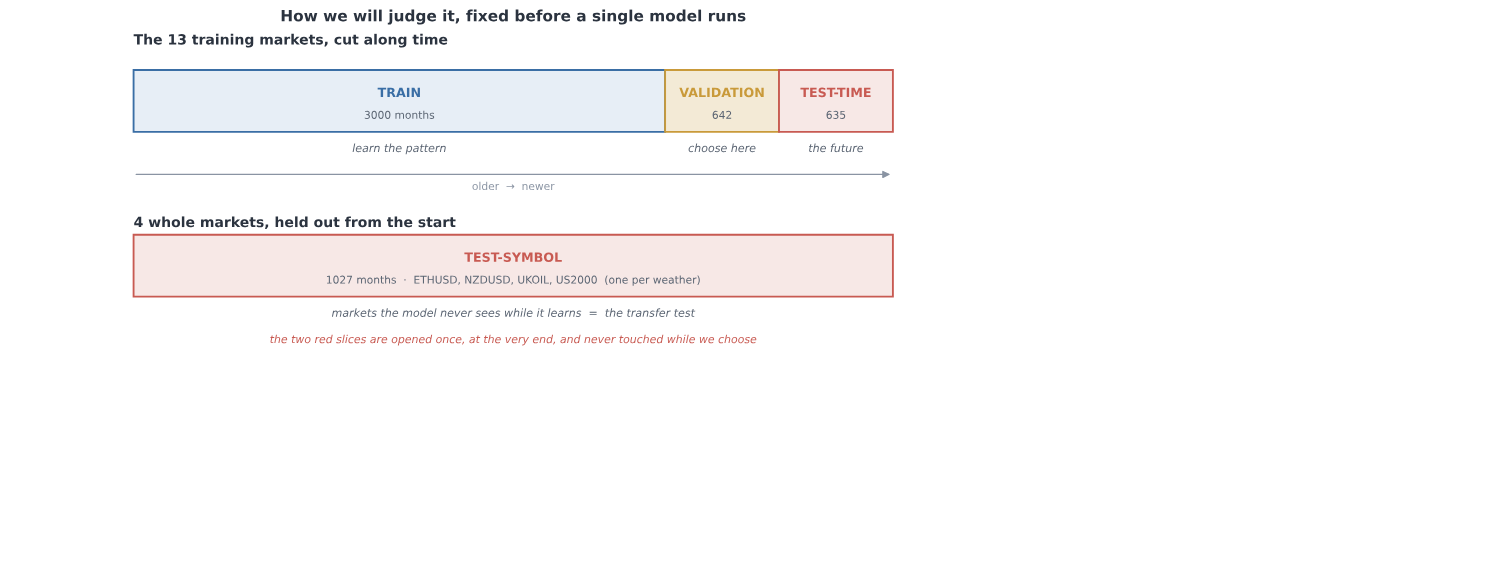 How we will judge it, fixed before a single model runs
The 13 training markets, cut along time
TRAIN
3000 months
VALIDATION
642
TEST-TIME
635
learn the pattern
choose here
the future
older → newer
4 whole markets, held out from the start
TEST-SYMBOL
1027 months · ETHUSD, NZDUSD, UKOIL, US2000 (one per weather)
markets the model never sees while it learns = the transfer test
the two red slices are opened once, at the very end, and never touched while we choose